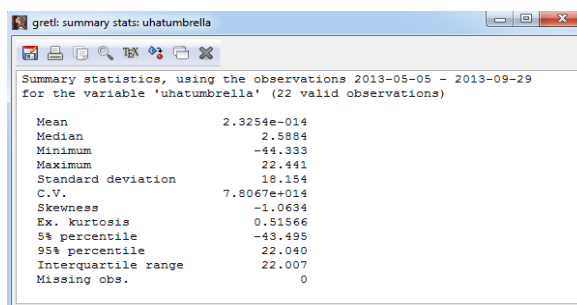 gretl: summary stats: uhatumbrella
TEX
Summary statistics, using the observations 2013-05-05 - 2013-09-29
for the variable 'uhatumbrella' (22 valid observations)
Mean 2.3254e-014
Median 2.5884
Minimum -44.333
Maximum 22.441
Standard deviation 18.154
C.V. 7.8067e+014
Skewness -1.0634
Ex. kurtosis 0.51566
5% percentile -43.495
95% percentile 22.040
Interquartile range 22.007
Missing obs. 0